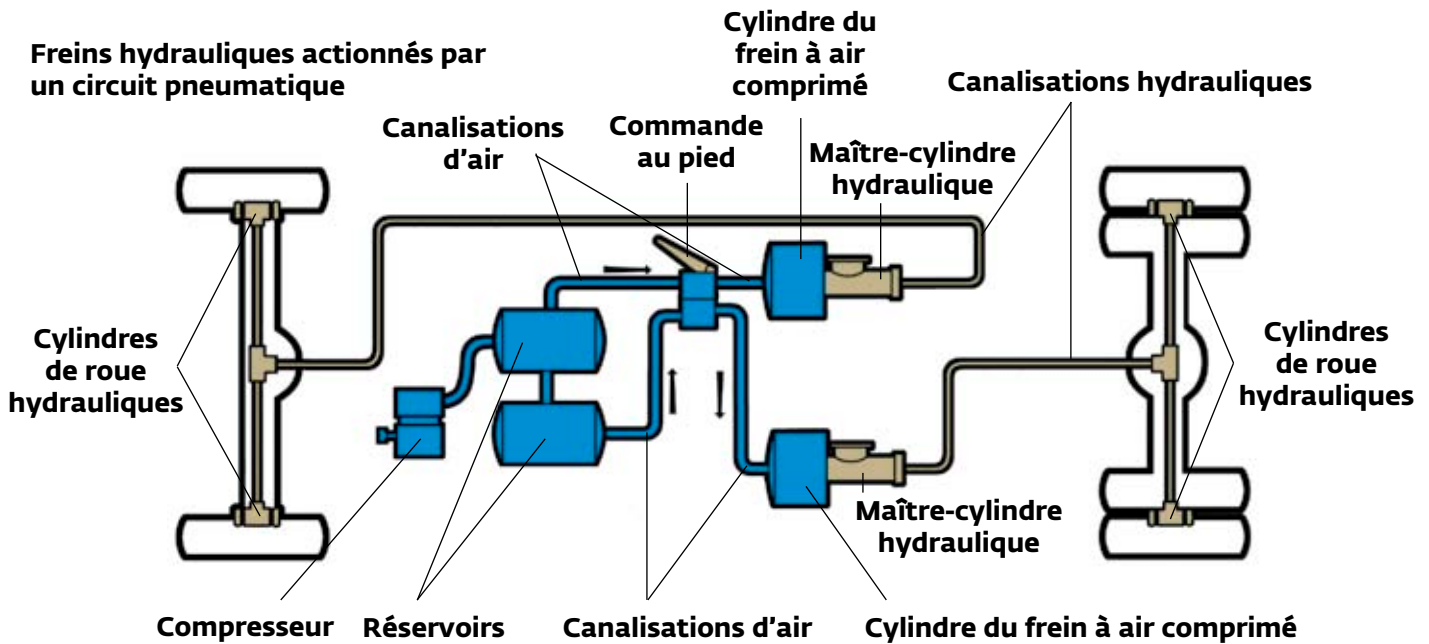 Freins hydrauliques actionnés par
un circuit pneumatique
Cylindre du
frein à air
comprimé
Canalisations hydrauliques
Canalisations
d'air
Commande
au pied
Maître-cylindre
hydraulique
Cylindres
de roue
hydrauliques
Cylindres
de roue
hydrauliques
Maître-cylindre
hydraulique
Compresseur
Réservoirs
Canalisations d'air
Cylindre du frein à air comprimé